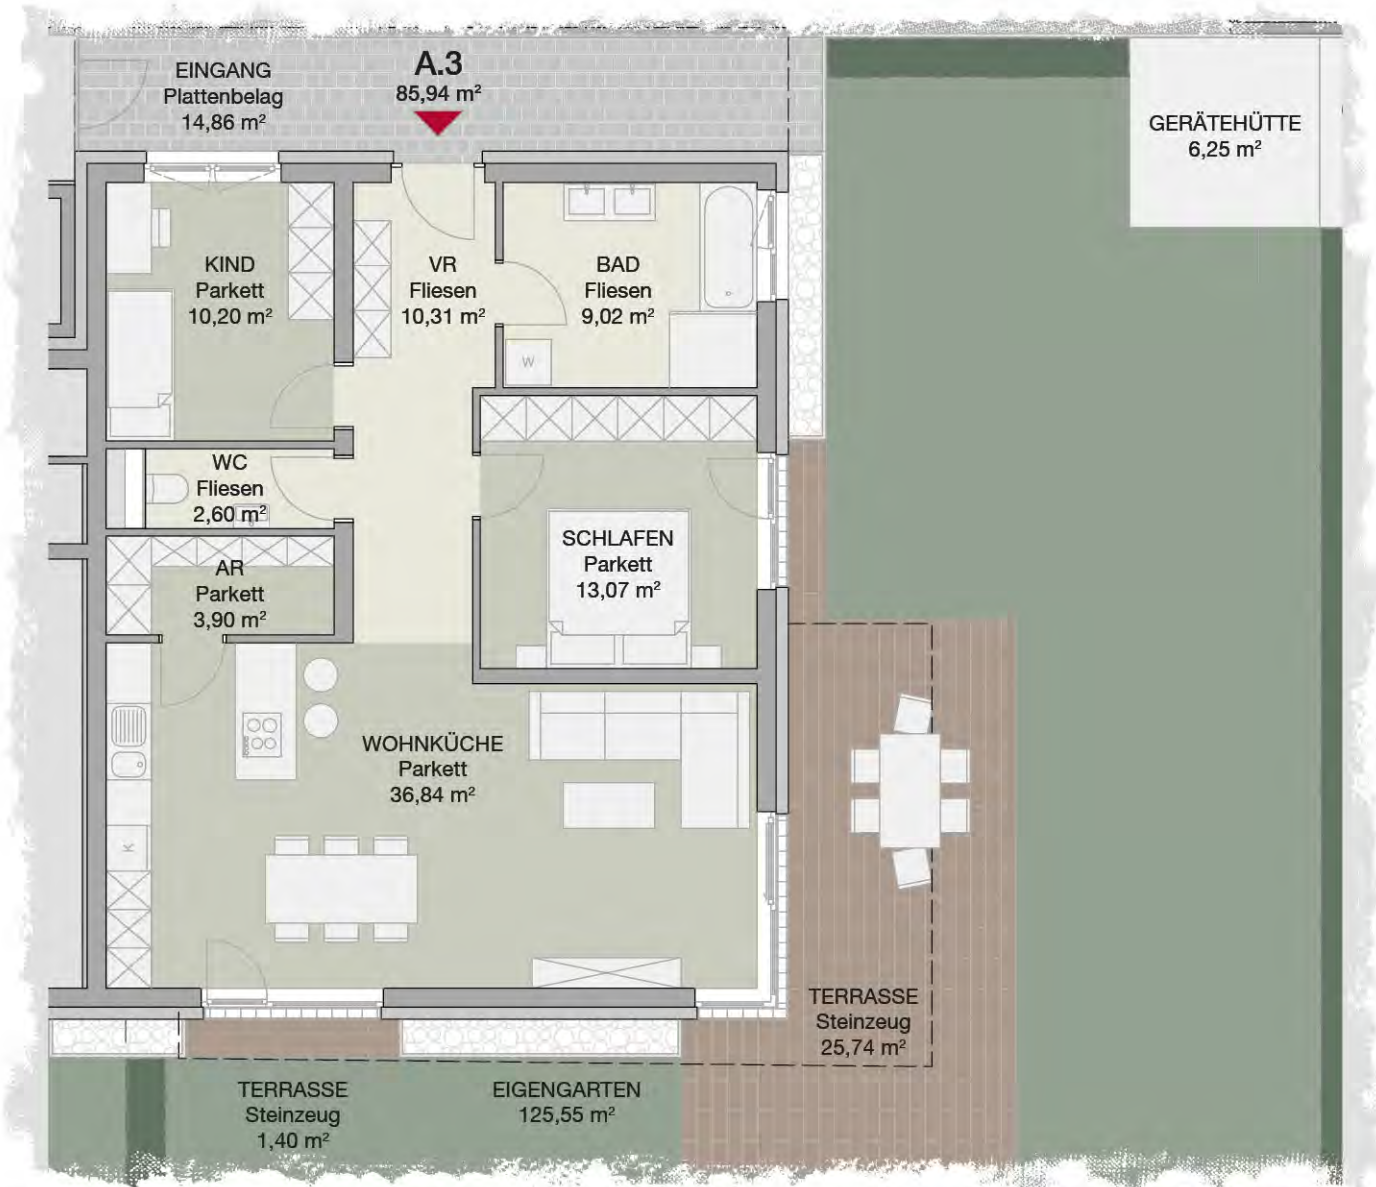 EINGANG
Plattenbelag
14,86 m²
A.3
85,94 m²
GERÄTEHÜTTE
6,25 m²
KIND
Parkett
10,20 m²
VR
Fliesen
10,31 m²
BAD
Fliesen
9,02 m²
W
WC
Fliesen
2,60 m²
SCHLAFEN
Parkett
13,07 m²
AR
Parkett
3,90 m²
WOHNKÜCHE
Parkett
36,84 m²
K
TERRASSE
Steinzeug
25,74 m²
TERRASSE
Steinzeug
1,40 m²
EIGENGARTEN
125,55 m²